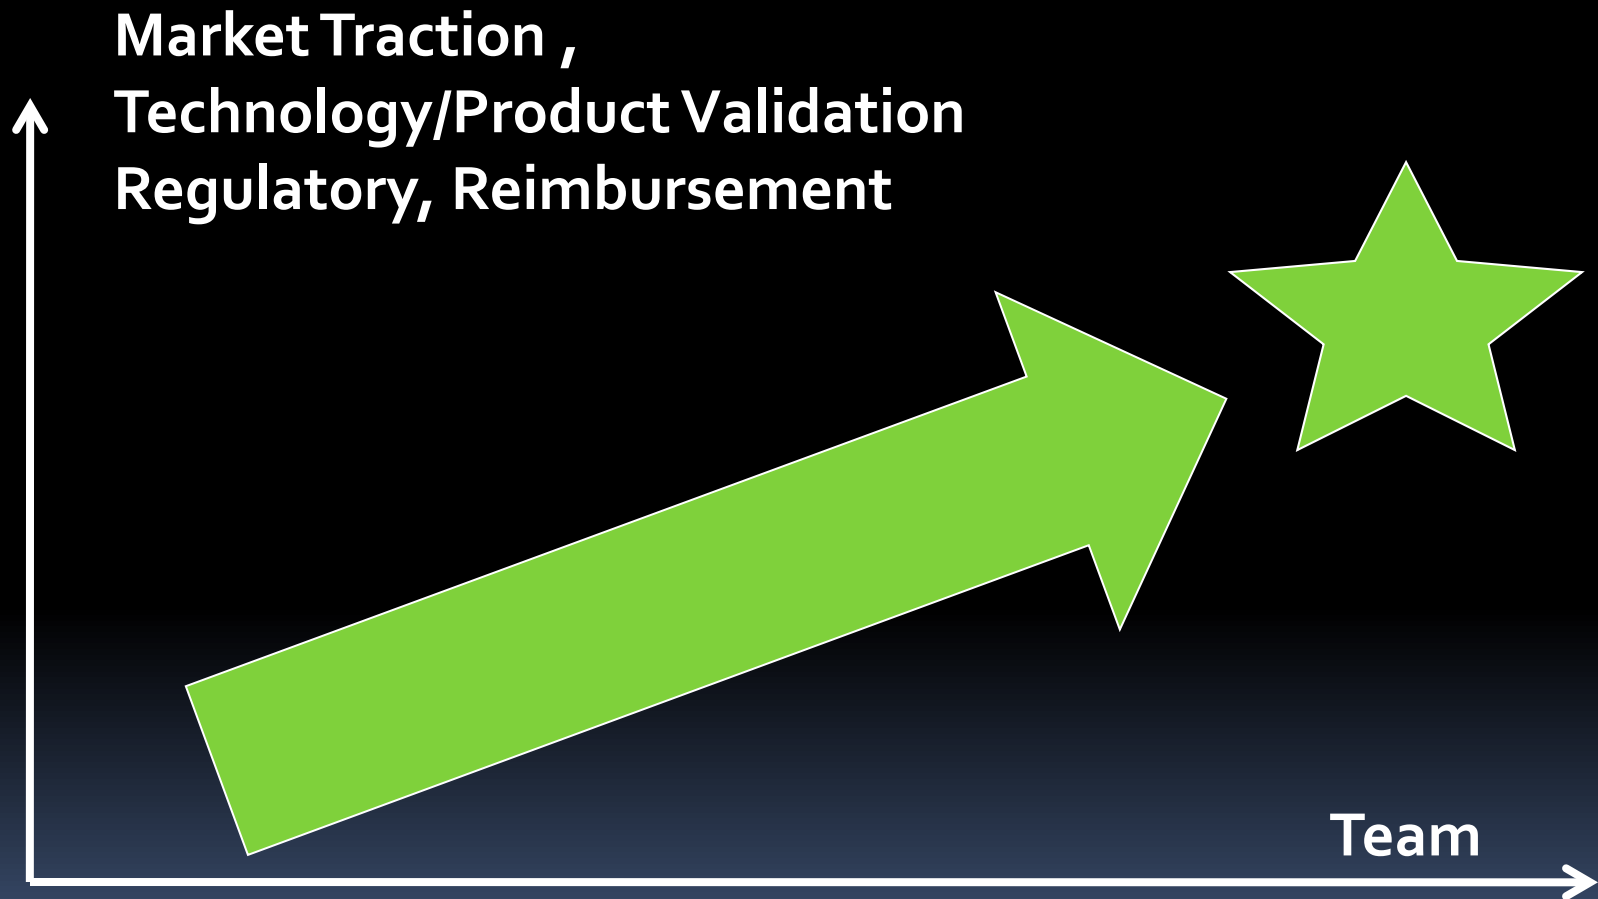 Market Traction ,
Technology/Product Validation
Regulatory, Reimbursement
Team